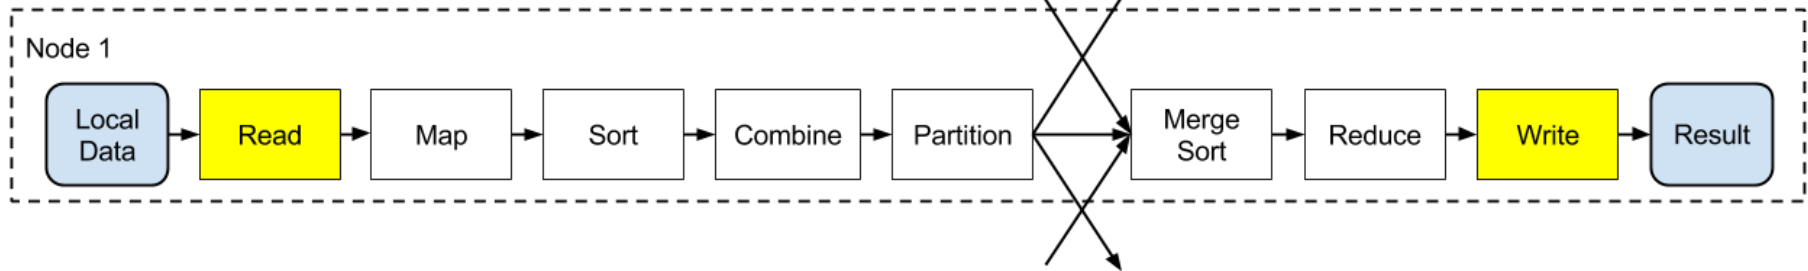 Node 1
Local
Data
Read
Map
Sort
Combine
Partition
Merge
Sort
Reduce
Write
Result